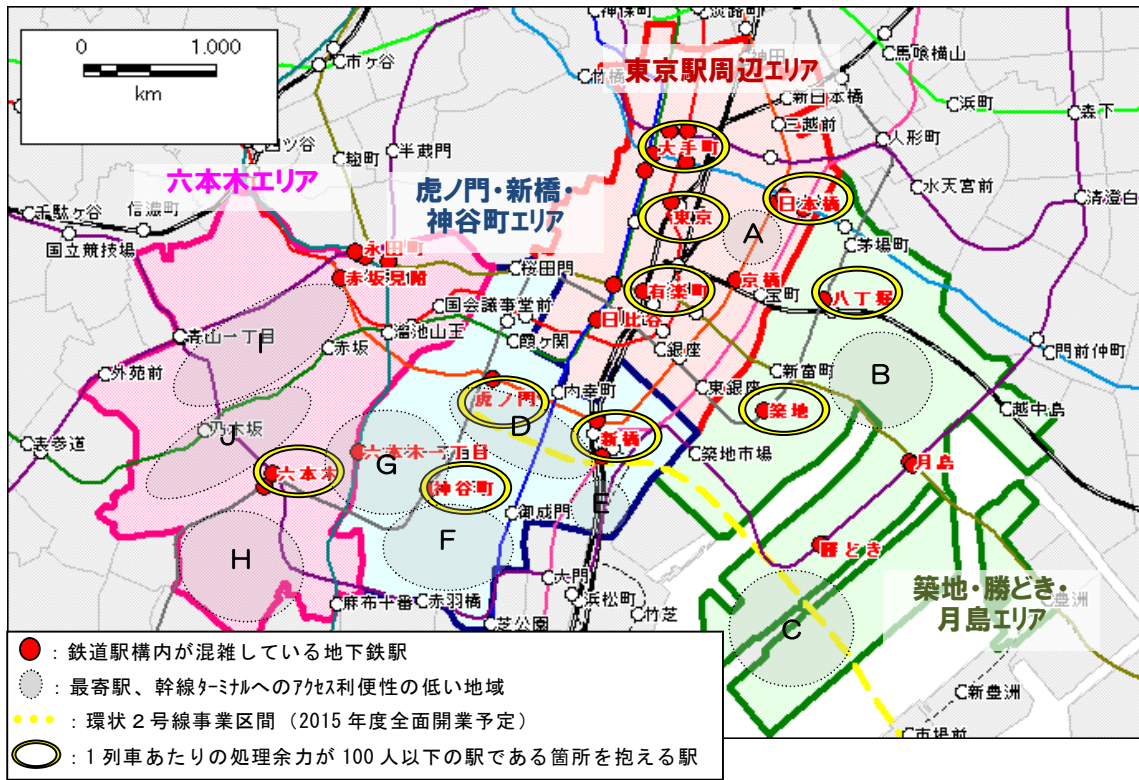 神保町
淡路町
0 1.000
km
市ヶ谷
竹橋
神田
東京駅周辺エリア
馬喰横山
新日本橋
浜町
森下
三越前
人形町
四ツ谷
麹町
半蔵門
大手町
六本木エリア
虎ノ門・新橋・
神谷町エリア
水天宮前
清澄白
日本橋
東京
千駄ヶ谷
信濃町
国立競技場
A
茅場町
永田町
赤坂見附
桜田門
有楽町
京橋
宝町
八丁堀
国会議事堂前
日比谷
I
青山一丁目
溜池山王
霞ヶ関
銀座
門前仲町
赤坂
外苑前
新富町
B
東銀座
内幸町
虎ノ門
築地
越中島
D
J
乃木坂
新橋
表参道
六本木一丁目
築地市場
月島
六本木
G
神谷町
御成門
E
F
勝どき
H
大門
麻布十番
赤羽橋
浜松町
竹芝
芝公園
築地・勝どき・
月島エリア
豊洲
C
新豊洲
市場前
：鉄道駅構内が混雑している地下鉄駅
：最寄駅、幹線ターミナルへのアクセス利便性の低い地域
：環状２号線事業区間（2015年度全面開業予定）
：１列車あたりの処理余力が100人以下の駅である箇所を抱える駅